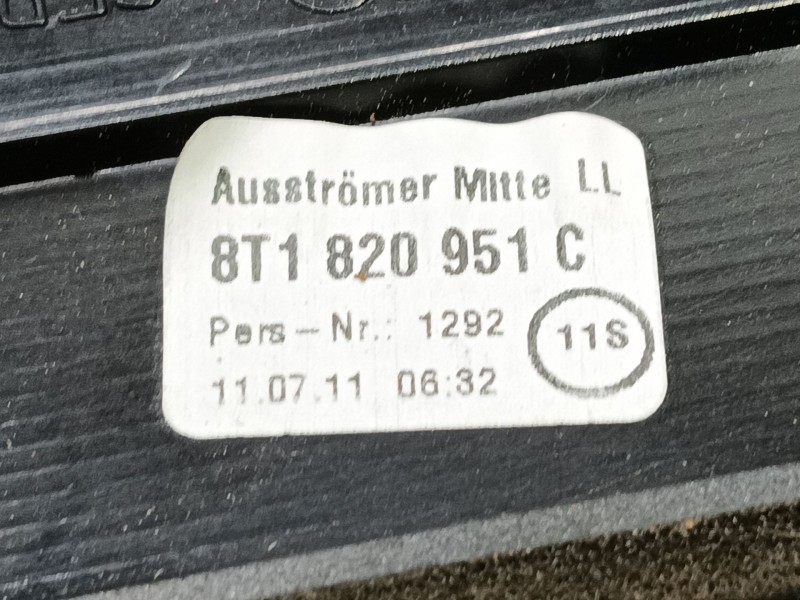 Ausströmer Mitte LL
8T1 820 951 C
Pers-Nr.: 1292
11S
11.07.11 06:32